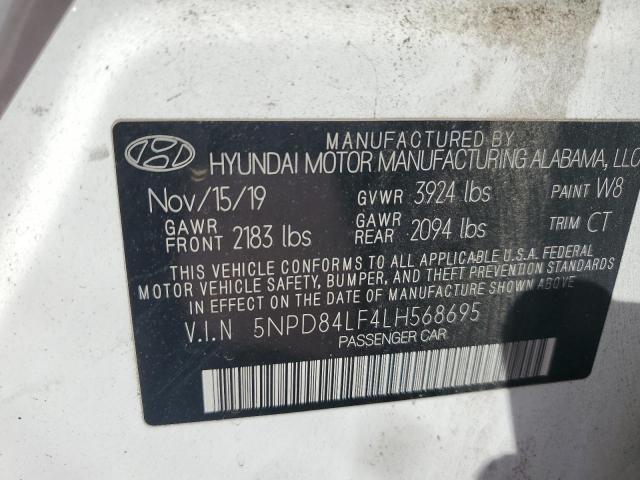 MANUFACTURED BY
HYUNDAI MOTOR MANUFACTURING ALABAMA, LLC
Nov/15/19 GVWR 3924 lbs PAINT W8
GAWR FRONT 2183 lbs GAWR REAR 2094 lbs TRIM CT
THIS VEHICLE CONFORMS TO ALL APPLICABLE U.S.A. FEDERAL
MOTOR VEHICLE SAFETY, BUMPER, AND THEFT PREVENTION STANDARDS
IN EFFECT ON THE DATE OF MANUFACTURE SHOWN ABOVE
V.I.N 5NPD84LF4LH568695
PASSENGER CAR